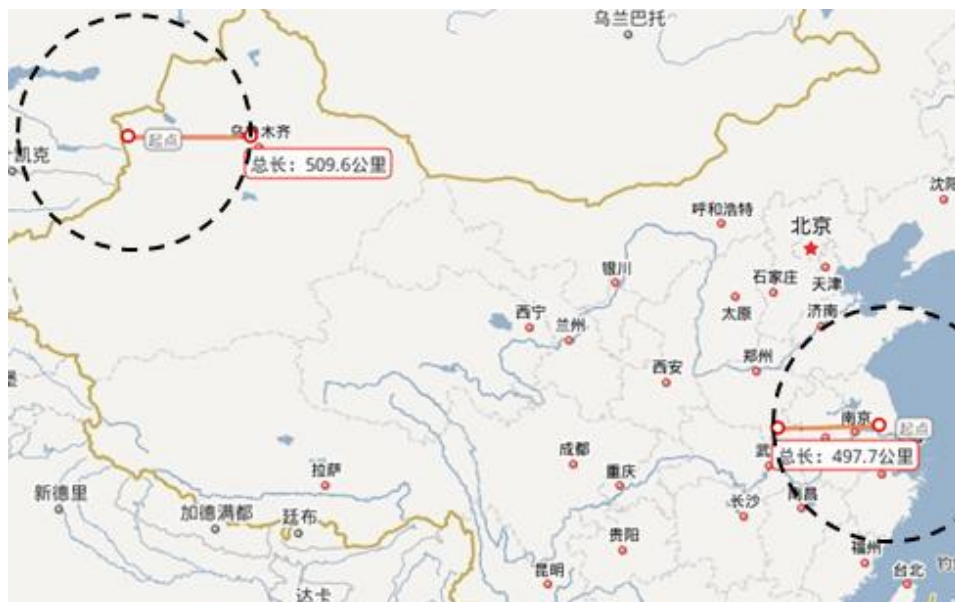 乌兰巴托
起点
木齐
总长：509.6公里
凯克
沈阳
呼和浩特
北京
银川
石家庄
天津
西宁
太原
济南
兰州
郑州
西安
南京
起点
成都
总长：497.7公里
拉萨
重庆
新德里
长沙
南昌
加德满都
廷布
贵阳
福州
昆明
台北
达卡